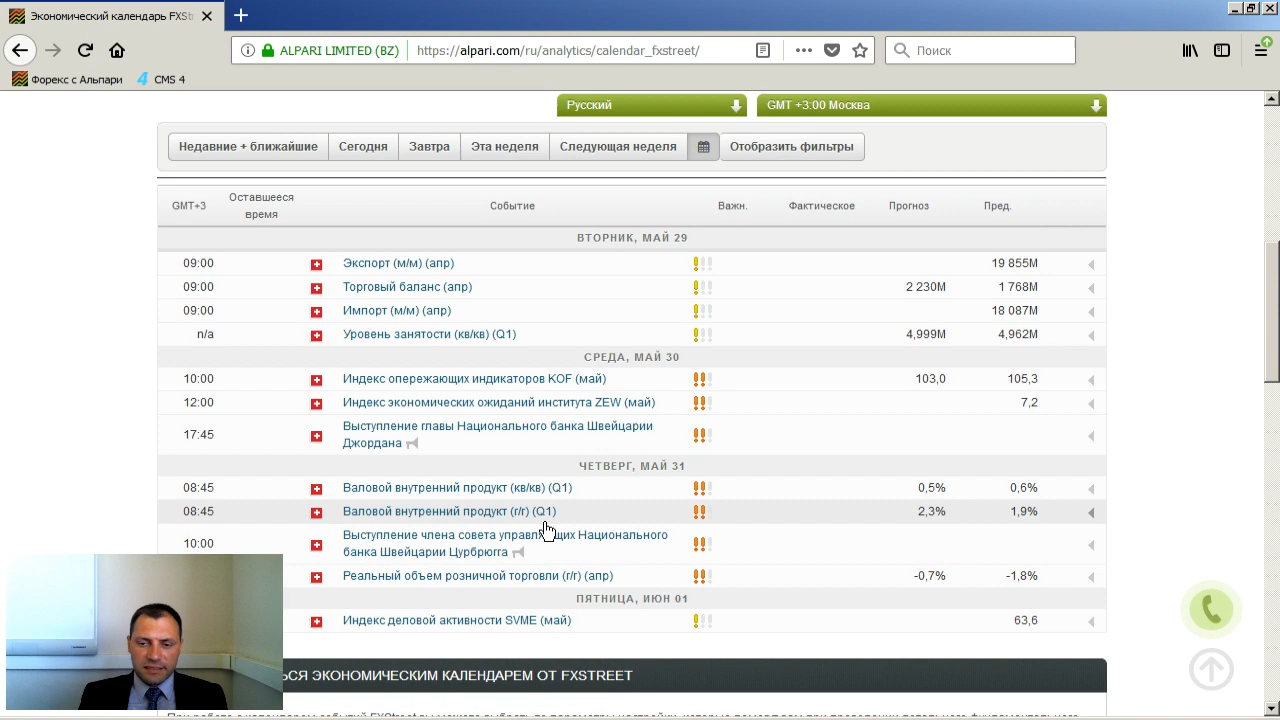 Экономический календарь FXStr
ALPARI LIMITED (BZ)
https://alpari.com/ru/analytics/calendar_fxstreet/
Поиск
Форекс с Альпари
CMS 4
Русский
GMT +3:00 Москва
Недавние + ближайшие
Сегодня
Завтра
Эта неделя
Следующая неделя
Отобразить фильтры
GMT+3 Оставшееся время Событие Важн. Фактическое Прогноз Пред.
ВТОРНИК, МАЙ 29
09:00 Экспорт (м/м) (апр) 19 855M
09:00 Торговый баланс (апр) 2 230M 1 768M
09:00 Импорт (м/м) (апр) 18 087M
n/a Уровень занятости (кв/кв) (Q1) 4,999M 4,962M
СРЕДА, МАЙ 30
10:00 Индекс опережающих индикаторов KOF (май) 103,0 105,3
12:00 Индекс экономических ожиданий института ZEW (май) 7,2
17:45 Выступление главы Национального банка Швейцарии
Джордана
ЧЕТВЕРГ, МАЙ 31
08:45 Валовой внутренний продукт (кв/кв) (Q1) 0,5% 0,6%
08:45 Валовой внутренний продукт (г/г) (Q1) 2,3% 1,9%
10:00 Выступление члена совета управляющих Национального
банка Швейцарии Цурбрюгга
Реальный объем розничной торговли (г/г) (апр) -0,7% -1,8%
ПЯТНИЦА, ИЮН 01
Индекс деловой активности SVME (май) 63,6
ЬСЯ ЭКОНОМИЧЕСКИМ КАЛЕНДАРЕМ ОТ FXSTREET